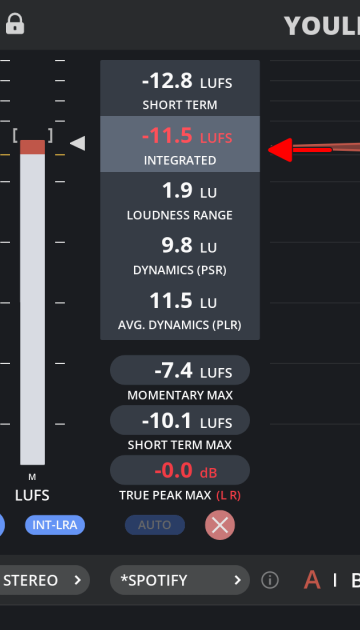 YOUL
-12.8 LUFS
SHORT TERM
-11.5 LUFS
INTEGRATED
1.9 LU
LOUDNESS RANGE
9.8 LU
DYNAMICS (PSR)
11.5 LU
AVG. DYNAMICS (PLR)
-7.4 LUFS
MOMENTARY MAX
-10.1 LUFS
SHORT TERM MAX
-0.0 dB
TRUE PEAK MAX (L R)
M
LUFS
INT-LRA AUTO
STEREO > *SPOTIFY > A I B